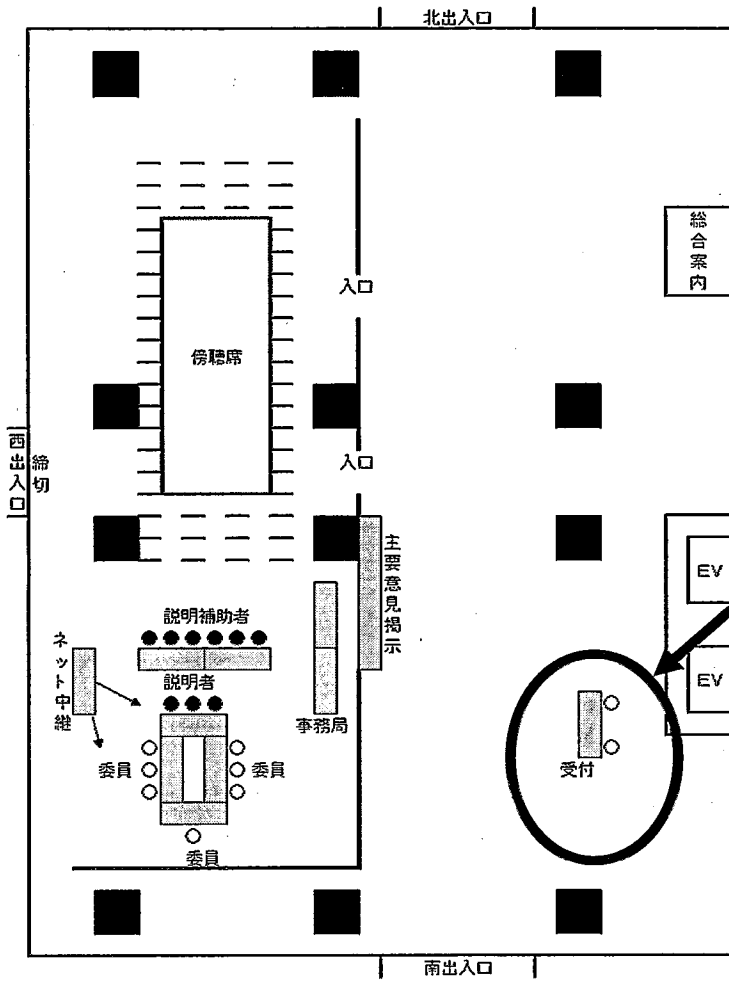 北出入口
総合案内
入口
傍聴席
入口
西出入口
締切
主要意見掲示
EV
説明補助者
ネット中継
説明者
EV
事務局
受付
委員
委員
委員
南出入口